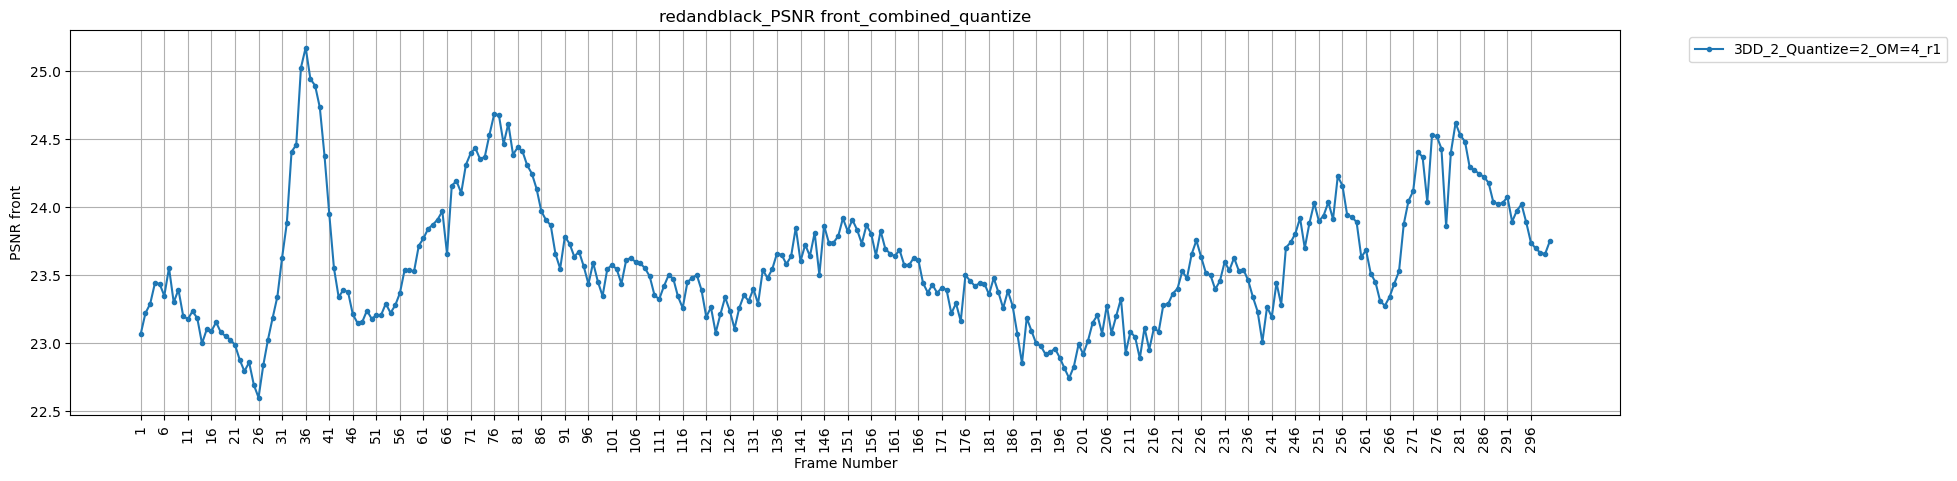 redandblack_PSNR front_combined_quantize
3DD_2_Quantize=2_OM=4_r1
PSNR front
25.0
24.5
24.0
23.5
23.0
22.5
1 6 11 16 21 26 31 36 41 46 51 56 61 66 71 76 81 86 91 96 101 106 111 116 121 126 131 136 141 146 151 156 161 166 171 176 181 186 191 196 201 206 211 216 221 226 231 236 241 246 251 256 261 266 271 276 281 286 291 296
Frame Number